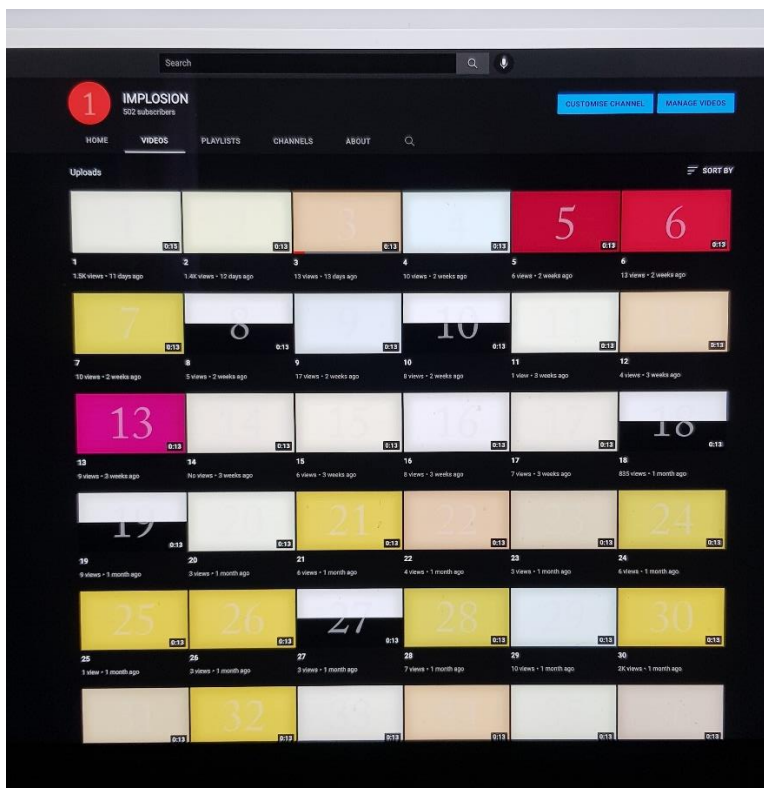 Search
1 IMPLOSION
502 subscribers
CUSTOMISE CHANNEL MANAGE VIDEOS
HOME VIDEOS PLAYLISTS CHANNELS ABOUT
Uploads SORT BY
3 4 5 6
0:13 0:13 0:13 0:13 0:13 0:13
1 2 3 4 5 6
1.5K views • 11 days ago 1.4K views • 12 days ago 13 views • 13 days ago 10 views • 2 weeks ago 6 views • 2 weeks ago 12 views • 2 weeks ago
7 8 9 10 11 12
0:13 0:13 0:13 0:13 0:13 0:13
7 8 9 10 11 12
10 views • 2 weeks ago 5 views • 2 weeks ago 17 views • 2 weeks ago 8 views • 2 weeks ago 1 view • 3 weeks ago 4 views • 3 weeks ago
13 14 15 16 17 18
0:13 0:13 0:13 0:13 0:13 0:13
13 14 15 16 17 18
9 views • 3 weeks ago No views • 3 weeks ago 6 views • 3 weeks ago 8 views • 3 weeks ago 7 views • 3 weeks ago 835 views • 1 month ago
19 20 21 22 23 24
0:13 0:13 0:13 0:13 0:13 0:13
19 20 21 22 23 24
9 views • 1 month ago 3 views • 1 month ago 6 views • 1 month ago 4 views • 1 month ago 3 views • 1 month ago 6 views • 1 month ago
25 26 27 28 29 30
0:13 0:13 0:13 0:13 0:13 0:13
25 26 27 28 29 30
1 view • 1 month ago 3 views • 1 month ago 3 views • 1 month ago 7 views • 1 month ago 10 views • 1 month ago 2K views • 1 month ago
32 33
0:13 0:13 0:13 0:13 0:13 0:13